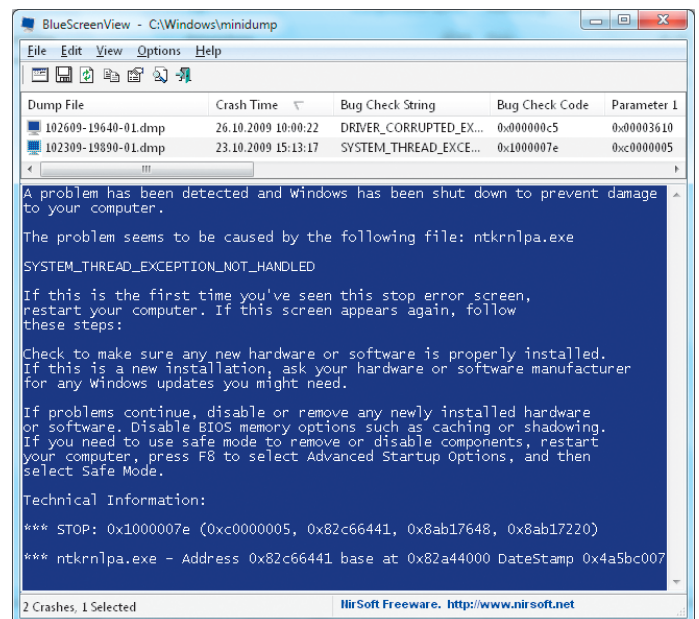 BlueScreenView - C:\Windows\minidump
File Edit View Options Help
Dump File Crash Time Bug Check String Bug Check Code Parameter 1
102609-19640-01.dmp 26.10.2009 10:00:22 DRIVER_CORRUPTED_EX... 0x000000c5 0x00003610
102309-19890-01.dmp 23.10.2009 15:13:17 SYSTEM_THREAD_EXCE... 0x1000007e 0xc0000005
A problem has been detected and Windows has been shut down to prevent damage
to your computer.
The problem seems to be caused by the following file: ntkrnlpa.exe
SYSTEM_THREAD_EXCEPTION_NOT_HANDLED
If this is the first time you've seen this stop error screen,
restart your computer. If this screen appears again, follow
these steps:
Check to make sure any new hardware or software is properly installed.
If this is a new installation, ask your hardware or software manufacturer
for any Windows updates you might need.
If problems continue, disable or remove any newly installed hardware
or software. Disable BIOS memory options such as caching or shadowing.
If you need to use safe mode to remove or disable components, restart
your computer, press F8 to select Advanced Startup Options, and then
select Safe Mode.
Technical Information:
*** STOP: 0x1000007e (0xc0000005, 0x82c66441, 0x8ab17648, 0x8ab17220)
*** ntkrnlpa.exe - Address 0x82c66441 base at 0x82a44000 DateStamp 0x4a5bc007
2 Crashes, 1 Selected NirSoft Freeware. http://www.nirsoft.net